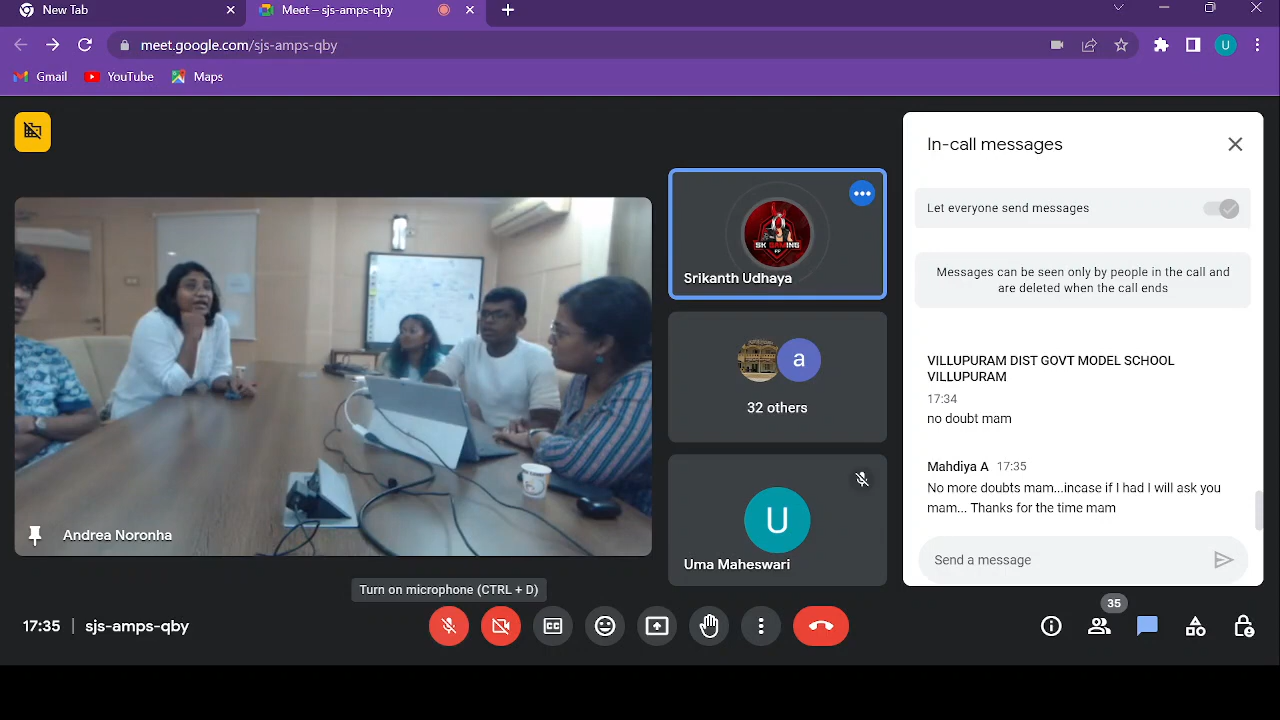 New Tab
Meet – sjs-amps-qby
meet.google.com/sjs-amps-qby
U
Gmail
YouTube
Maps
In-call messages
Let everyone send messages
Messages can be seen only by people in the call and
are deleted when the call ends
VILLUPURAM DIST GOVT MODEL SCHOOL
VILLUPURAM
17:34
no doubt mam
Mahdiya A 17:35
No more doubts mam...incase if I had I will ask you
mam... Thanks for the time mam
Send a message
SK GAMING
FF
Srikanth Udhaya
a
32 others
U
Uma Maheswari
Andrea Noronha
Turn on microphone (CTRL + D)
17:35 | sjs-amps-qby
CC
35